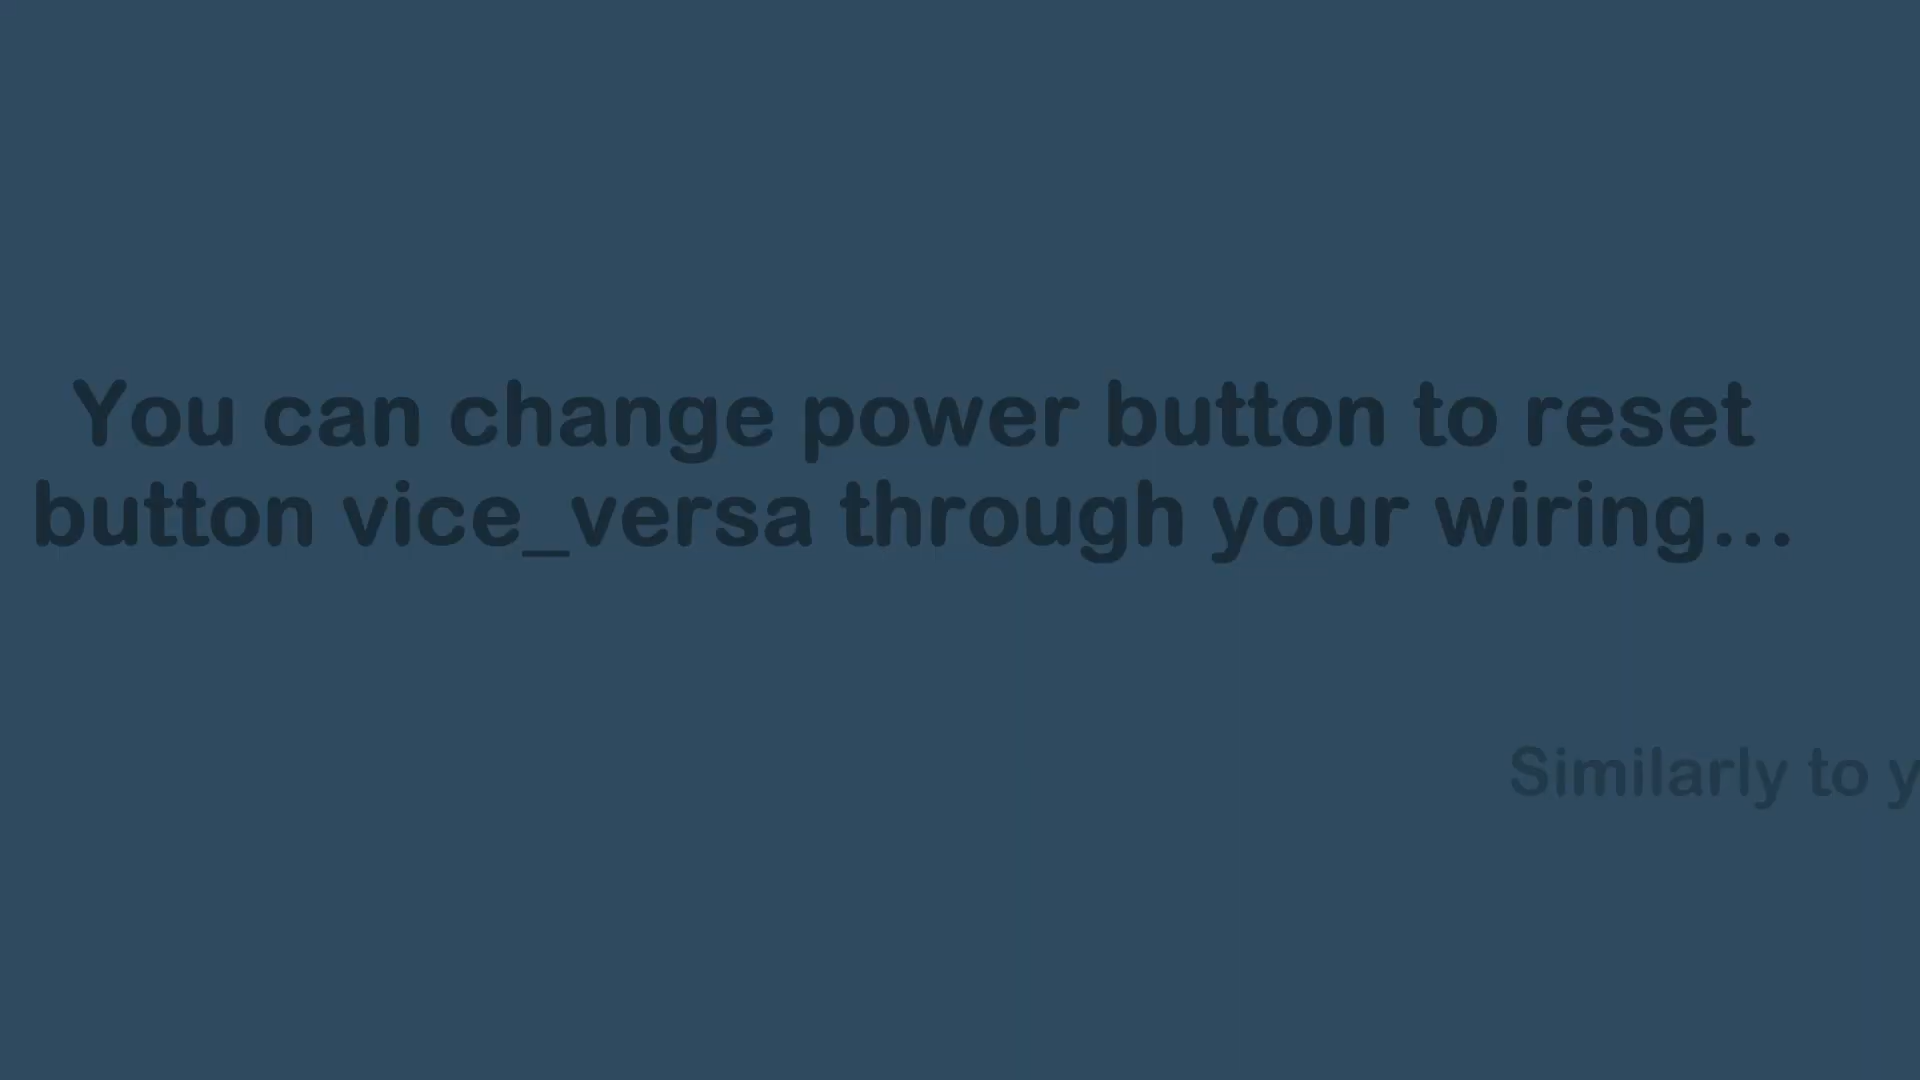 You can change power button to reset
button vice_versa through your wiring...
Similarly to